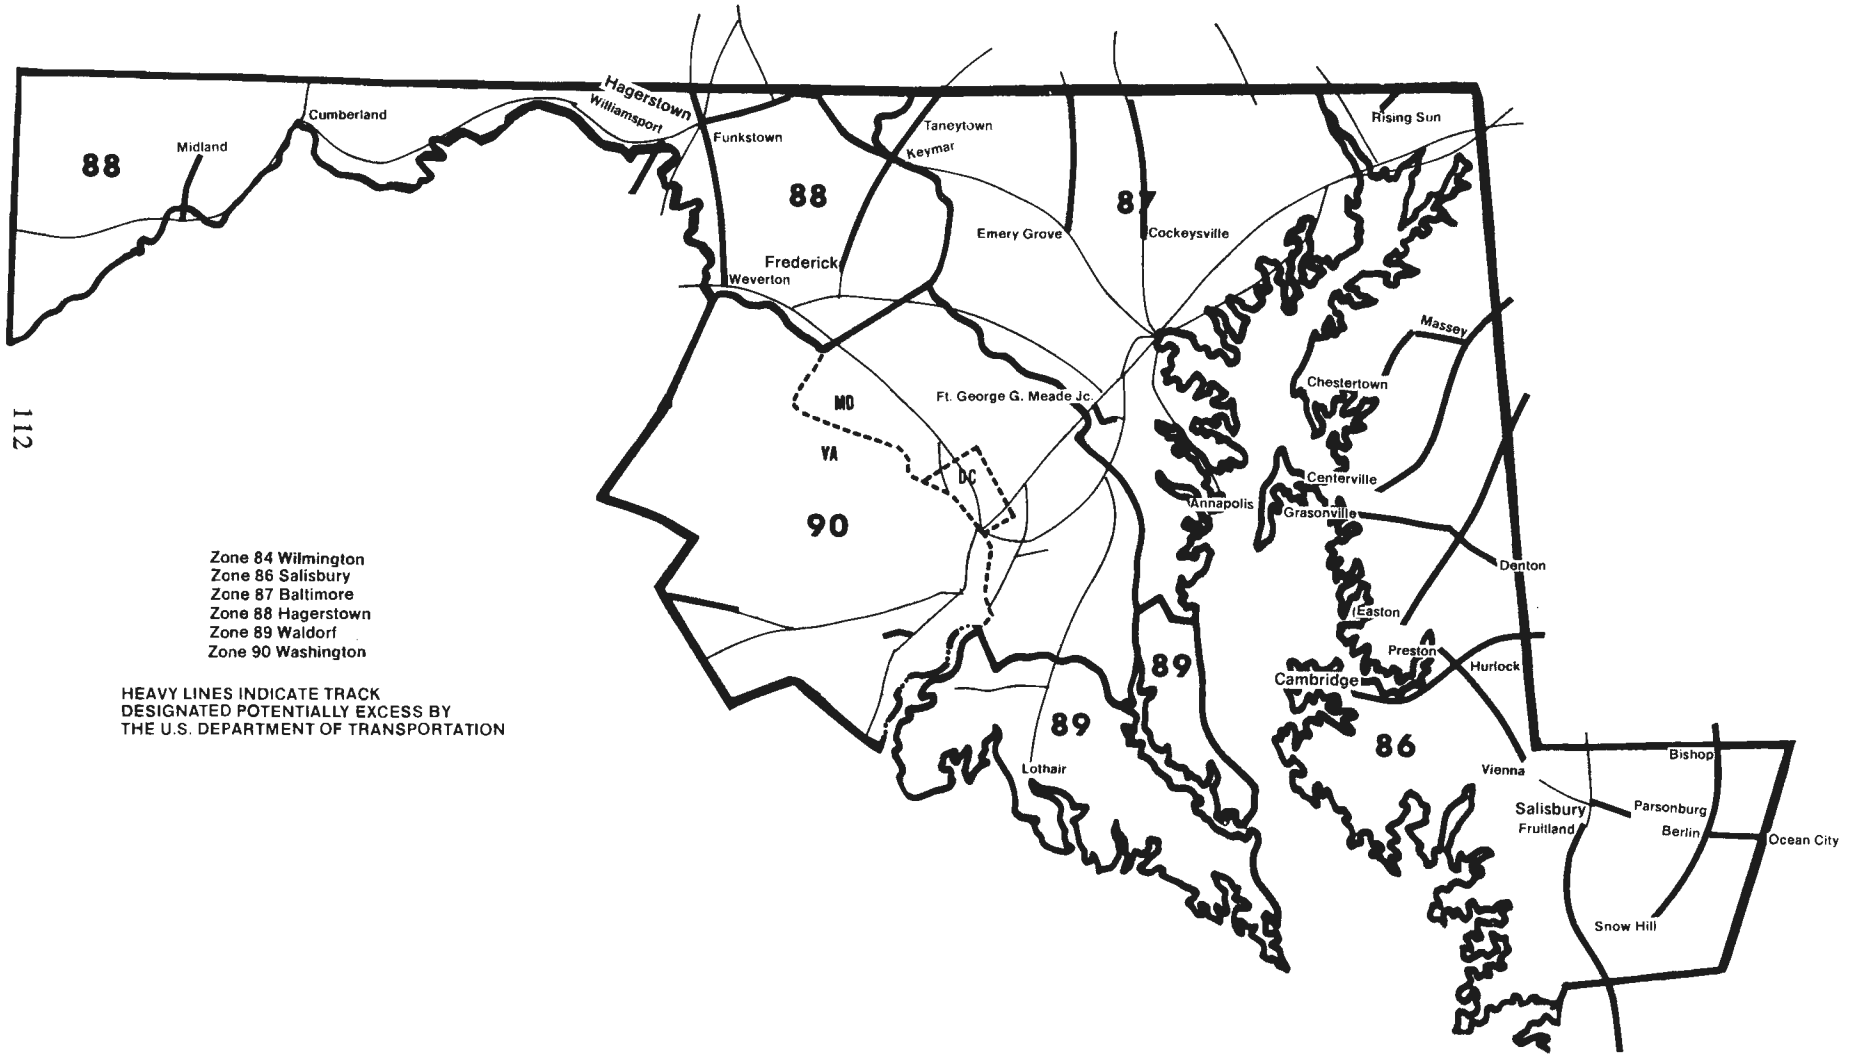 Hagerstown
Williamsport
Cumberland
Rising Sun
Taneytown
Funkstown
Midland
Keymar
88
88
87
Emery Grove
Cockeysville
Frederick
Weverton
Massey
Chestertown
Ft. George G. Meade Jc.
MD
112
VA
DC
Centerville
Annapolis
Grasonville
90
Zone 84 Wilmington
Zone 86 Salisbury
Zone 87 Baltimore
Zone 88 Hagerstown
Zone 89 Waldorf
Zone 90 Washington
Denton
Easton
Preston
Hurlock
89
Cambridge
HEAVY LINES INDICATE TRACK
DESIGNATED POTENTIALLY EXCESS BY
THE U.S. DEPARTMENT OF TRANSPORTATION
89
86
Bishop
Lothair
Vienna
Salisbury
Parsonburg
Fruitland
Berlin
Ocean City
Snow Hill